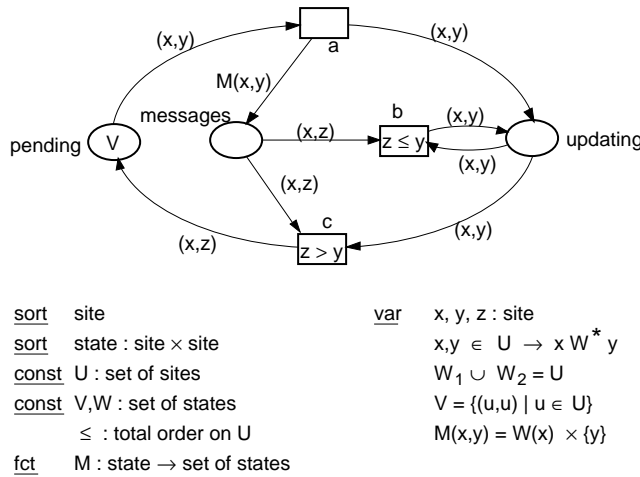 (x,y)
a
(x,y)
M(x,y)
messages
b
pending
V
(x,z)
z ≤ y
(x,y)
(x,y)
updating
(x,z)
c
(x,z)
z > y
(x,y)
sort site
sort state : site × site
const U : set of sites
const V,W : set of states
≤ : total order on U
fct M : state → set of states
var x, y, z : site
x,y ∈ U → x W* y
W1 ∪ W2 = U
V = {(u,u) | u ∈ U}
M(x,y) = W(x) × {y}